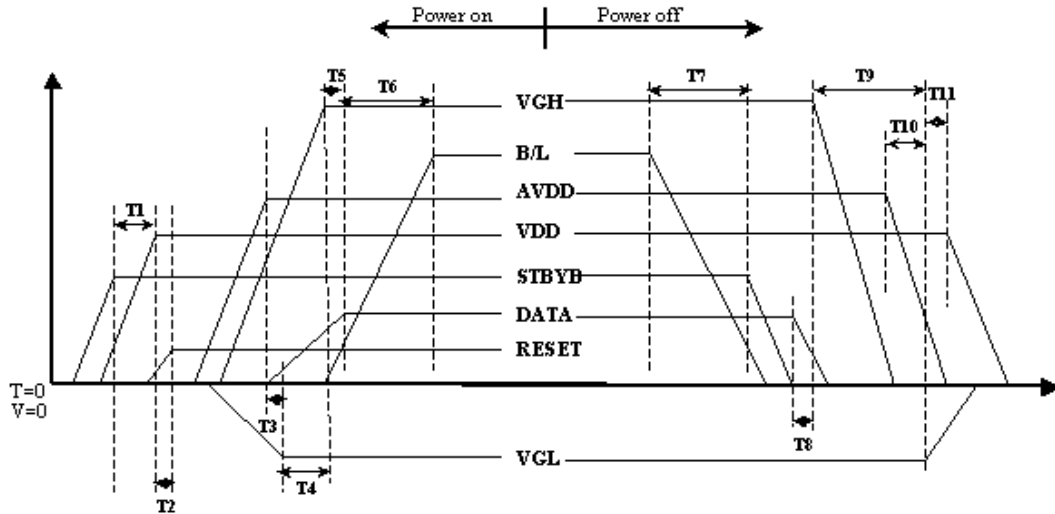 Power on
Power off
T5
T6
T7
T9
T11
VGH
T10
B/L
AVDD
T1
VDD
STBYB
DATA
RESET
T=0
V=0
T3
T8
VGL
T4
T2